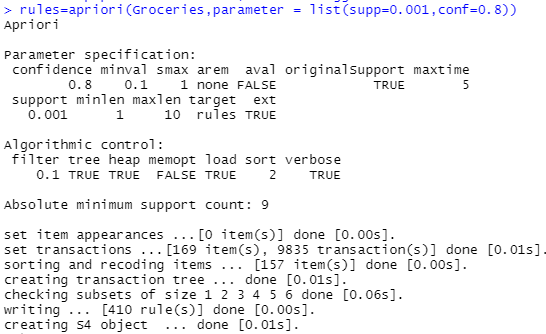 > rules=apriori(Groceries,parameter = list(supp=0.001,conf=0.8))
Apriori
Parameter specification:
confidence minval smax arem aval originalSupport maxtime
0.8 0.1 1 none FALSE TRUE 5
support minlen maxlen target ext
0.001 1 10 rules TRUE
Algorithmic control:
filter tree heap memopt load sort verbose
0.1 TRUE TRUE FALSE TRUE 2 TRUE
Absolute minimum support count: 9
set item appearances ...[0 item(s)] done [0.00s].
set transactions ...[169 item(s), 9835 transaction(s)] done [0.01s].
sorting and recoding items ... [157 item(s)] done [0.00s].
creating transaction tree ... done [0.01s].
checking subsets of size 1 2 3 4 5 6 done [0.06s].
writing ... [410 rule(s)] done [0.00s].
creating S4 object ... done [0.01s].